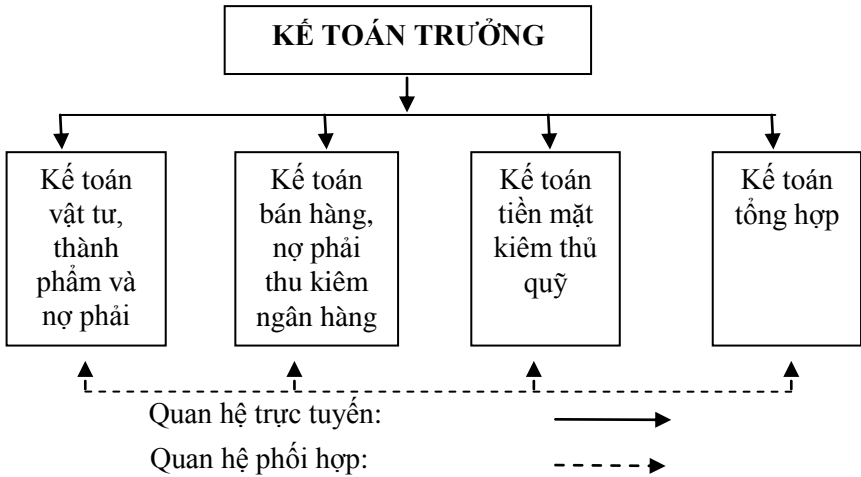 KẾ TOÁN TRƯỞNG
Kế toán
vật tư,
thành
phẩm và
nợ phải
Kế toán
bán hàng,
nợ phải
thu kiêm
ngân hàng
Kế toán
tiền mặt
kiêm thủ
quỹ
Kế toán
tổng hợp
Quan hệ trực tuyến:
Quan hệ phối hợp: